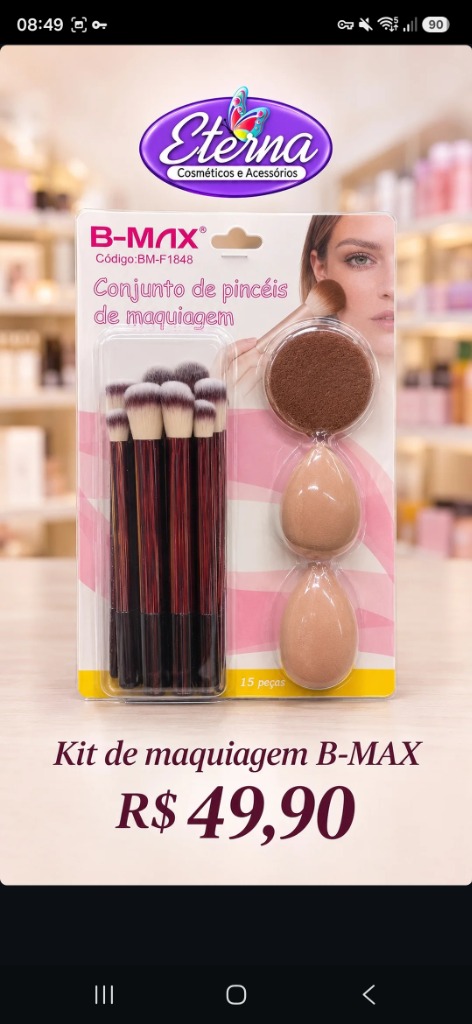 08:49
90
Eterna
Cosméticos e Acessórios
B-MAX®
Código:BM-F1848
Conjunto de pincéis
de maquiagem
15 peças
Kit de maquiagem B-MAX
R$ 49,90